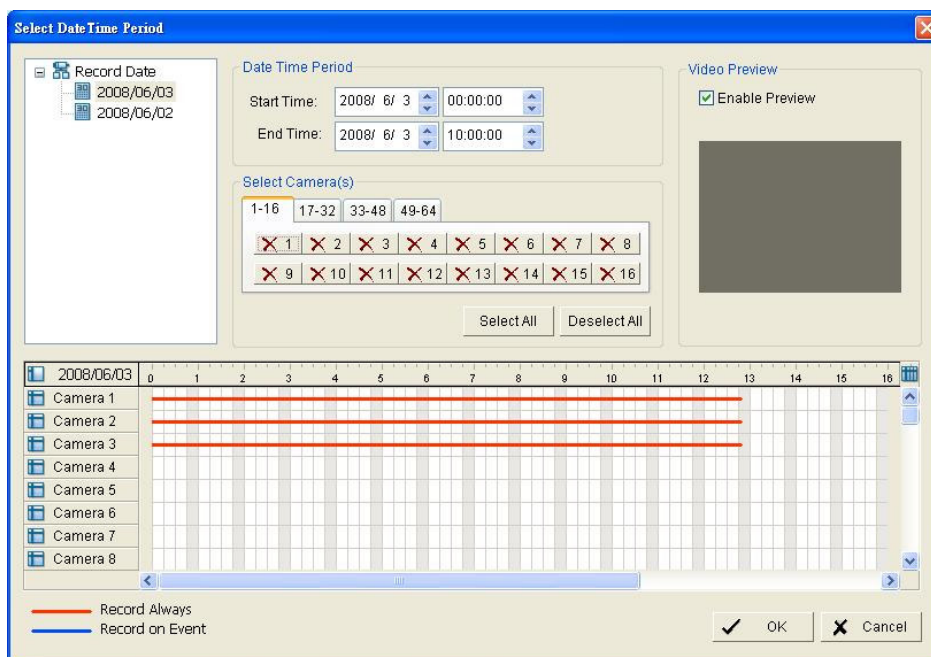 Select DateTime Period
Record Date
2008/06/03
2008/06/02
Date Time Period
Start Time: 2008/ 6/ 3 00:00:00
End Time: 2008/ 6/ 3 10:00:00
Select Camera(s)
1-16 17-32 33-48 49-64
1 2 3 4 5 6 7 8
9 10 11 12 13 14 15 16
Select All Deselect All
Video Preview
Enable Preview
2008/06/03 0 1 2 3 4 5 6 7 8 9 10 11 12 13 14 15 16
Camera 1
Camera 2
Camera 3
Camera 4
Camera 5
Camera 6
Camera 7
Camera 8
Record Always
Record on Event
OK Cancel